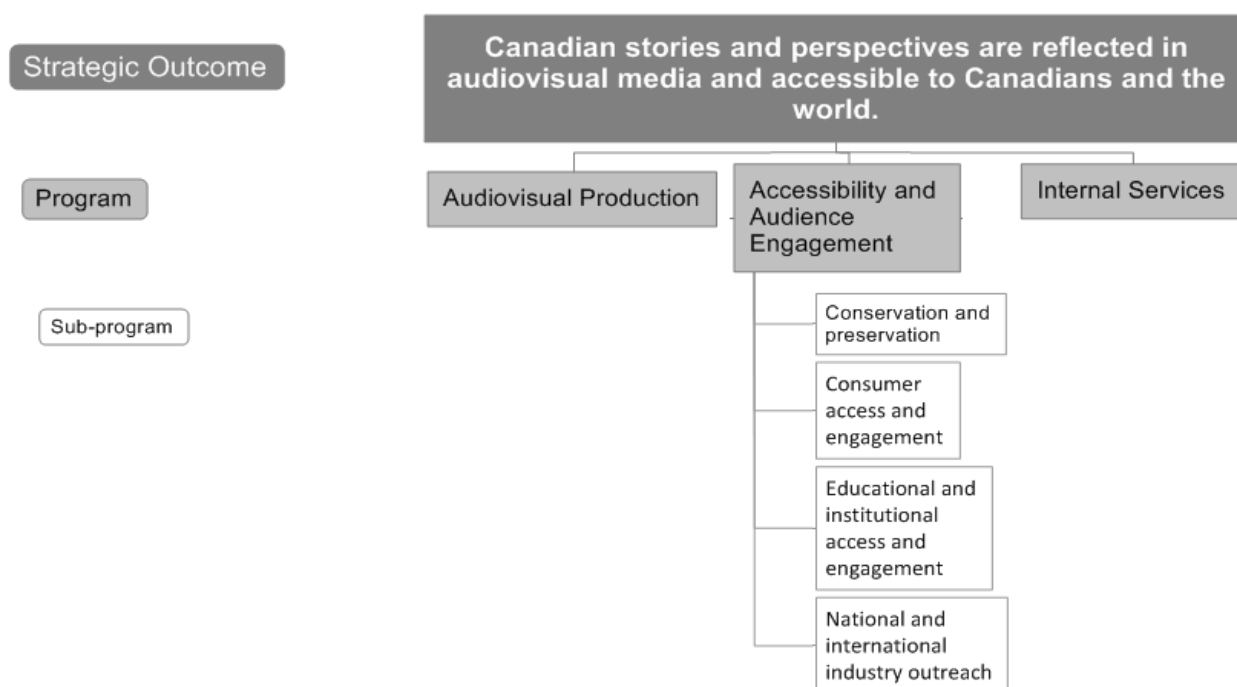 Strategic Outcome
Canadian stories and perspectives are reflected in
audiovisual media and accessible to Canadians and the
world.
Program
Audiovisual Production
Accessibility and
Audience
Engagement
Internal Services
Sub-program
Conservation and
preservation
Consumer
access and
engagement
Educational and
institutional
access and
engagement
National and
international
industry outreach